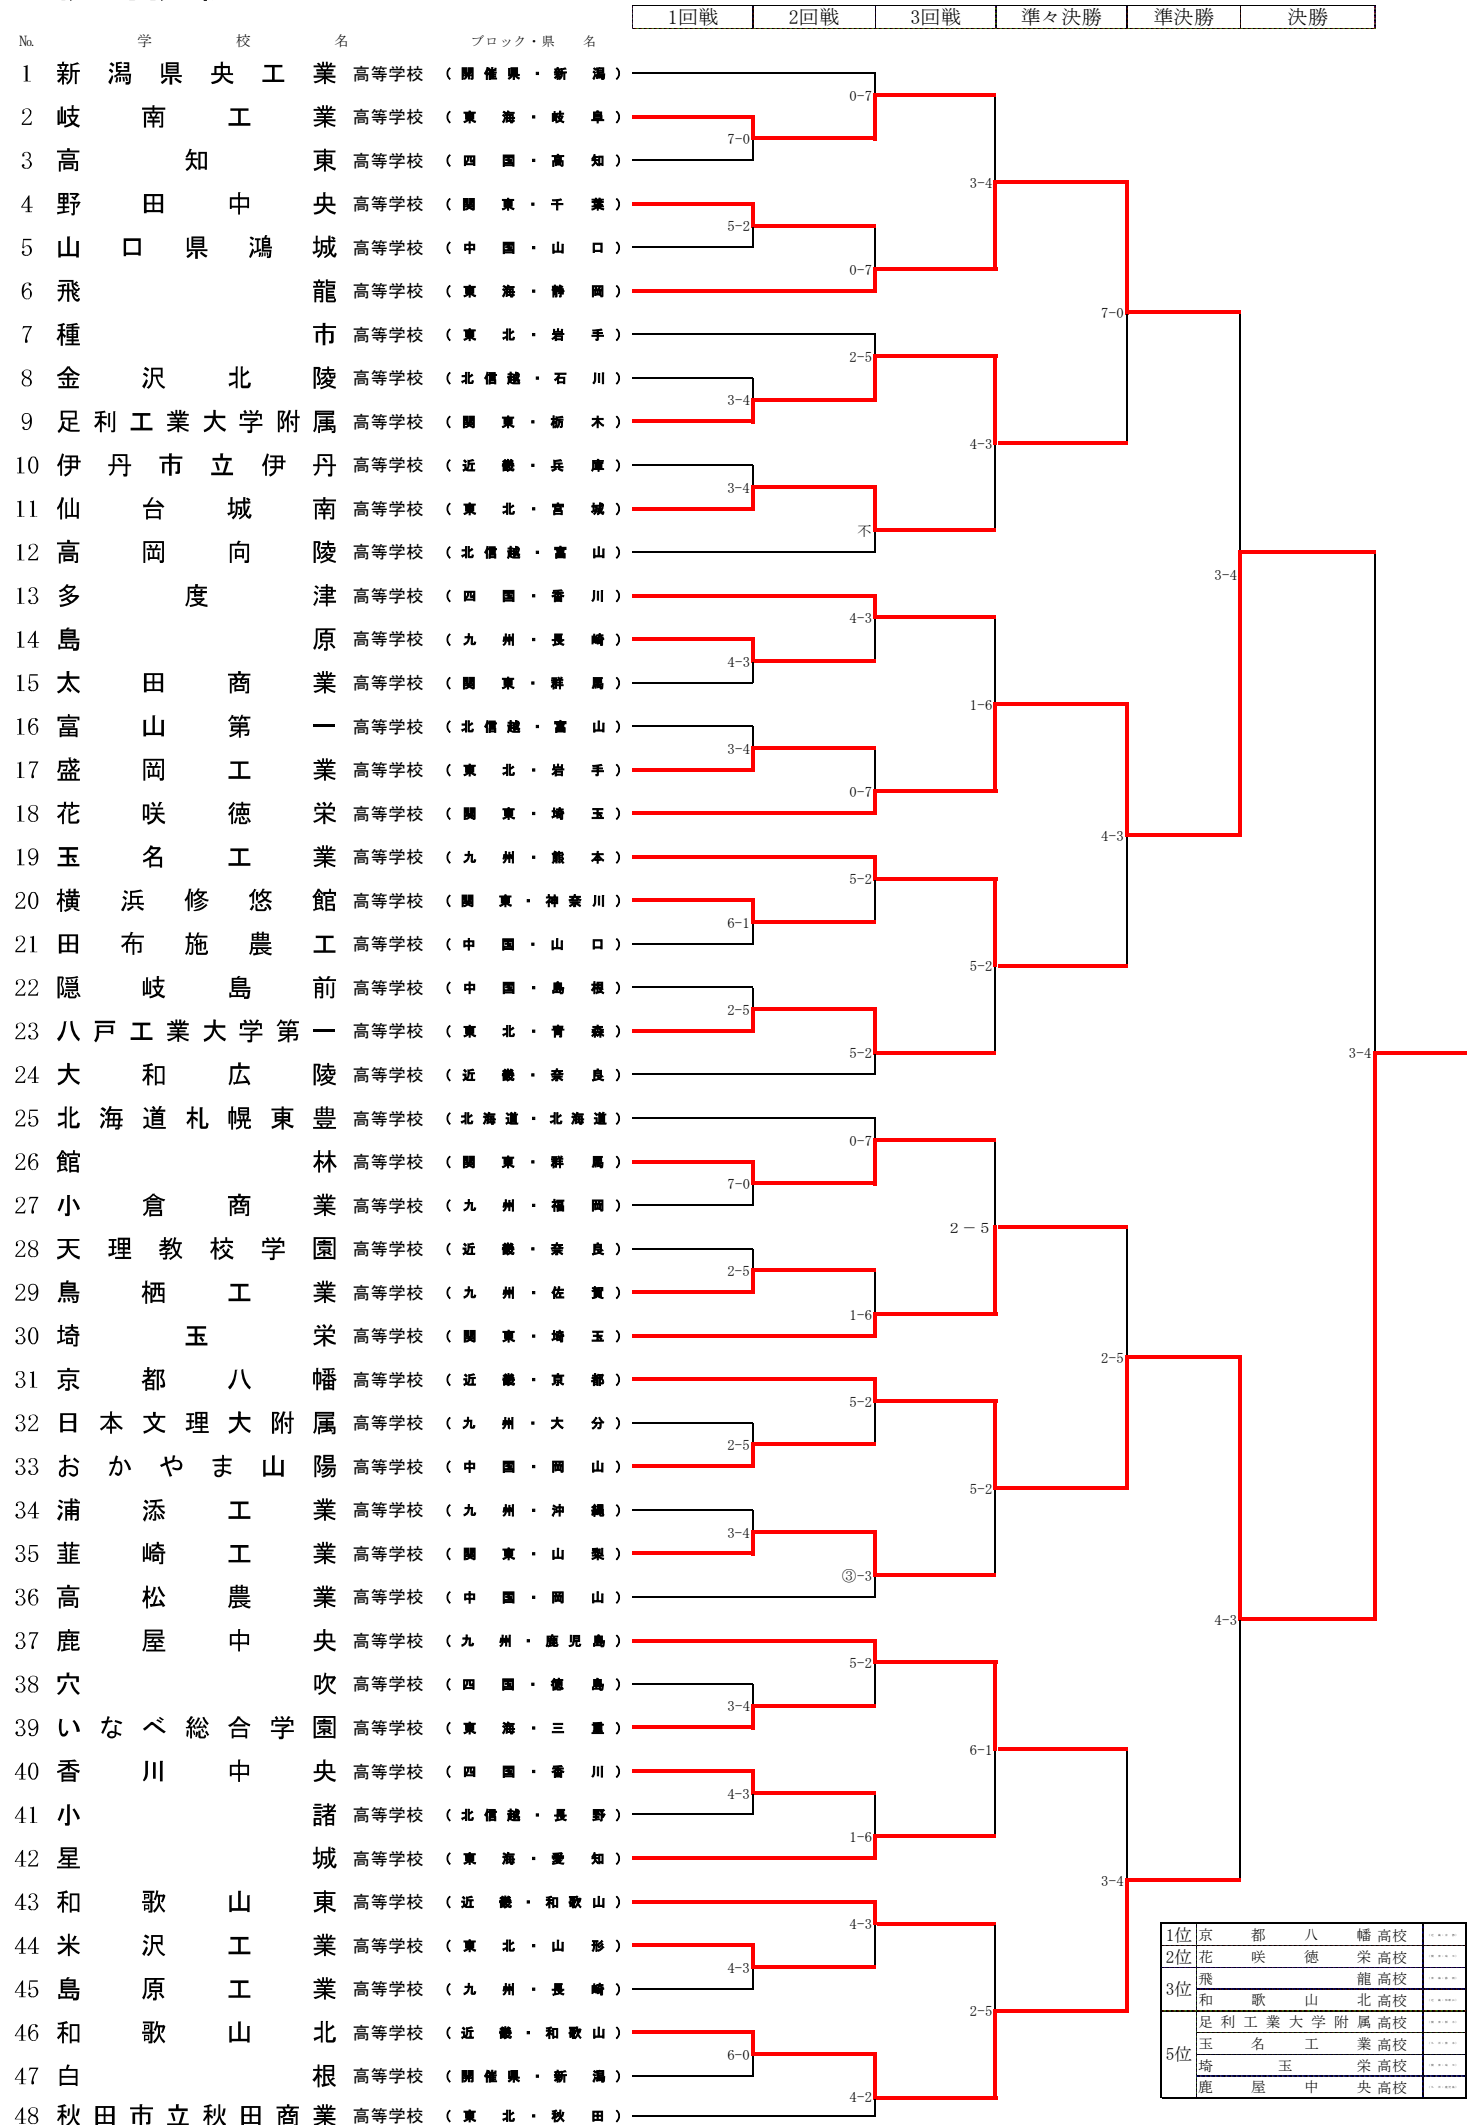 1回戦 2回戦 3回戦 準々決勝 準決勝 決勝
№ 学校名 ブロック・県名
1 新潟県央工業 高等学校 (開催県・新潟)
0-7
2 岐南工業 高等学校 (東海・岐阜)
7-0
3 高知東 高等学校 (四国・高知)
3-4
4 野田中央 高等学校 (関東・千葉)
5-2
5 山口県鴻城 高等学校 (中国・山口)
0-7
6 飛龍 高等学校 (東海・静岡)
7-0
7 種市 高等学校 (東北・岩手)
2-5
8 金沢北陵 高等学校 (北信越・石川)
3-4
9 足利工業大学附属 高等学校 (関東・栃木)
4-3
10 伊丹市立伊丹 高等学校 (近畿・兵庫)
3-4
11 仙台城南 高等学校 (東北・宮城)
不
12 高岡向陵 高等学校 (北信越・富山)
3-4
13 多度津 高等学校 (四国・香川)
4-3
14 島原 高等学校 (九州・長崎)
4-3
15 太田商業 高等学校 (関東・群馬)
1-6
16 富山第一 高等学校 (北信越・富山)
3-4
17 盛岡工業 高等学校 (東北・岩手)
0-7
18 花咲徳栄 高等学校 (関東・埼玉)
4-3
19 玉名工業 高等学校 (九州・熊本)
5-2
20 横浜修悠館 高等学校 (関東・神奈川)
6-1
21 田布施農工 高等学校 (中国・山口)
5-2
22 隠岐島前 高等学校 (中国・島根)
2-5
23 八戸工業大学第一 高等学校 (東北・青森)
5-2
3-4
24 大和広陵 高等学校 (近畿・奈良)
25 北海道札幌東豊 高等学校 (北海道・北海道)
0-7
26 館林 高等学校 (関東・群馬)
7-0
27 小倉商業 高等学校 (九州・福岡)
2-5
28 天理教校学園 高等学校 (近畿・奈良)
2-5
29 鳥栖工業 高等学校 (九州・佐賀)
1-6
30 埼玉栄 高等学校 (関東・埼玉)
2-5
31 京都八幡 高等学校 (近畿・京都)
5-2
32 日本文理大附属 高等学校 (九州・大分)
2-5
33 おかやま山陽 高等学校 (中国・岡山)
5-2
34 浦添工業 高等学校 (九州・沖縄)
3-4
35 韮崎工業 高等学校 (関東・山梨)
③-3
36 高松農業 高等学校 (中国・岡山)
4-3
37 鹿屋中央 高等学校 (九州・鹿児島)
5-2
38 穴吹 高等学校 (四国・徳島)
3-4
39 いなべ総合学園 高等学校 (東海・三重)
6-1
40 香川中央 高等学校 (四国・香川)
4-3
41 小諸 高等学校 (北信越・長野)
1-6
42 星城 高等学校 (東海・愛知)
3-4
43 和歌山東 高等学校 (近畿・和歌山)
4-3
44 米沢工業 高等学校 (東北・山形)
4-3
45 島原工業 高等学校 (九州・長崎)
2-5
46 和歌山北 高等学校 (近畿・和歌山)
6-0
47 白根 高等学校 (開催県・新潟)
4-2
48 秋田市立秋田商業 高等学校 (東北・秋田)
1位 京都八幡 高校
2位 花咲徳栄 高校
3位 飛龍 高校
和歌山北 高校
5位 足利工業大学附属 高校
玉名工業 高校
埼玉栄 高校
鹿屋中央 高校